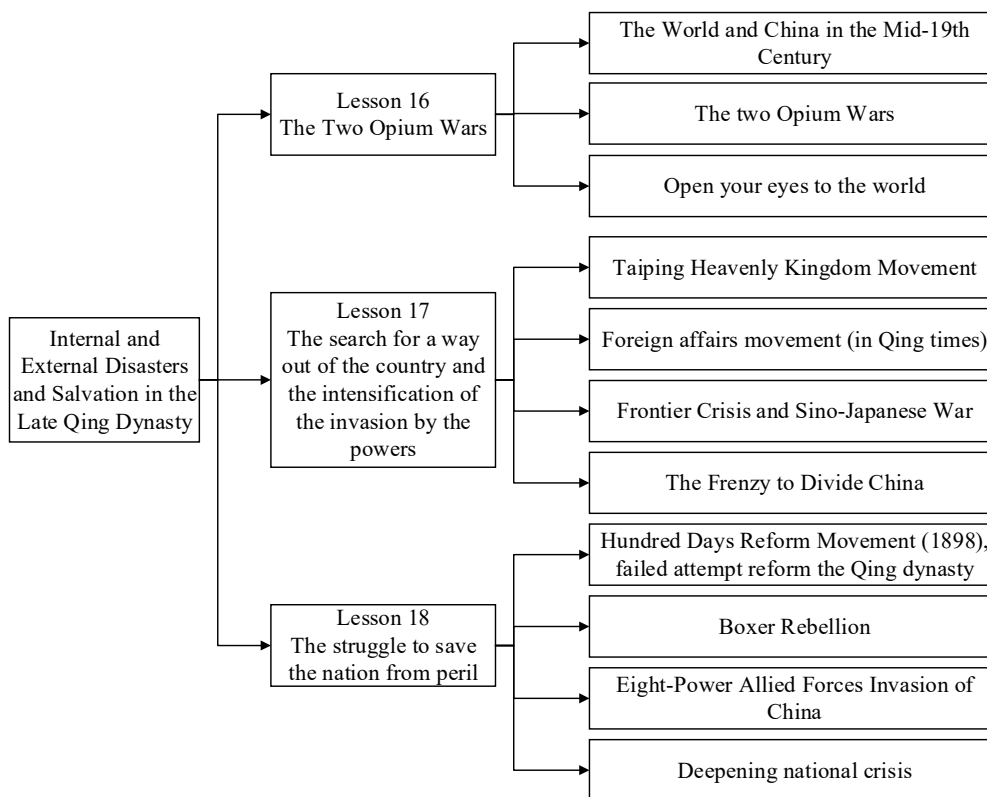 Internal and
External Disasters
and Salvation in the
Late Qing Dynasty
Lesson 16
The Two Opium Wars
The World and China in the Mid-19th
Century
The two Opium Wars
Open your eyes to the world
Lesson 17
The search for a way
out of the country and
the intensification of
the invasion by the
powers
Taiping Heavenly Kingdom Movement
Foreign affairs movement (in Qing times)
Frontier Crisis and Sino-Japanese War
The Frenzy to Divide China
Lesson 18
The struggle to save
the nation from peril
Hundred Days Reform Movement (1898),
failed attempt reform the Qing dynasty
Boxer Rebellion
Eight-Power Allied Forces Invasion of
China
Deepening national crisis